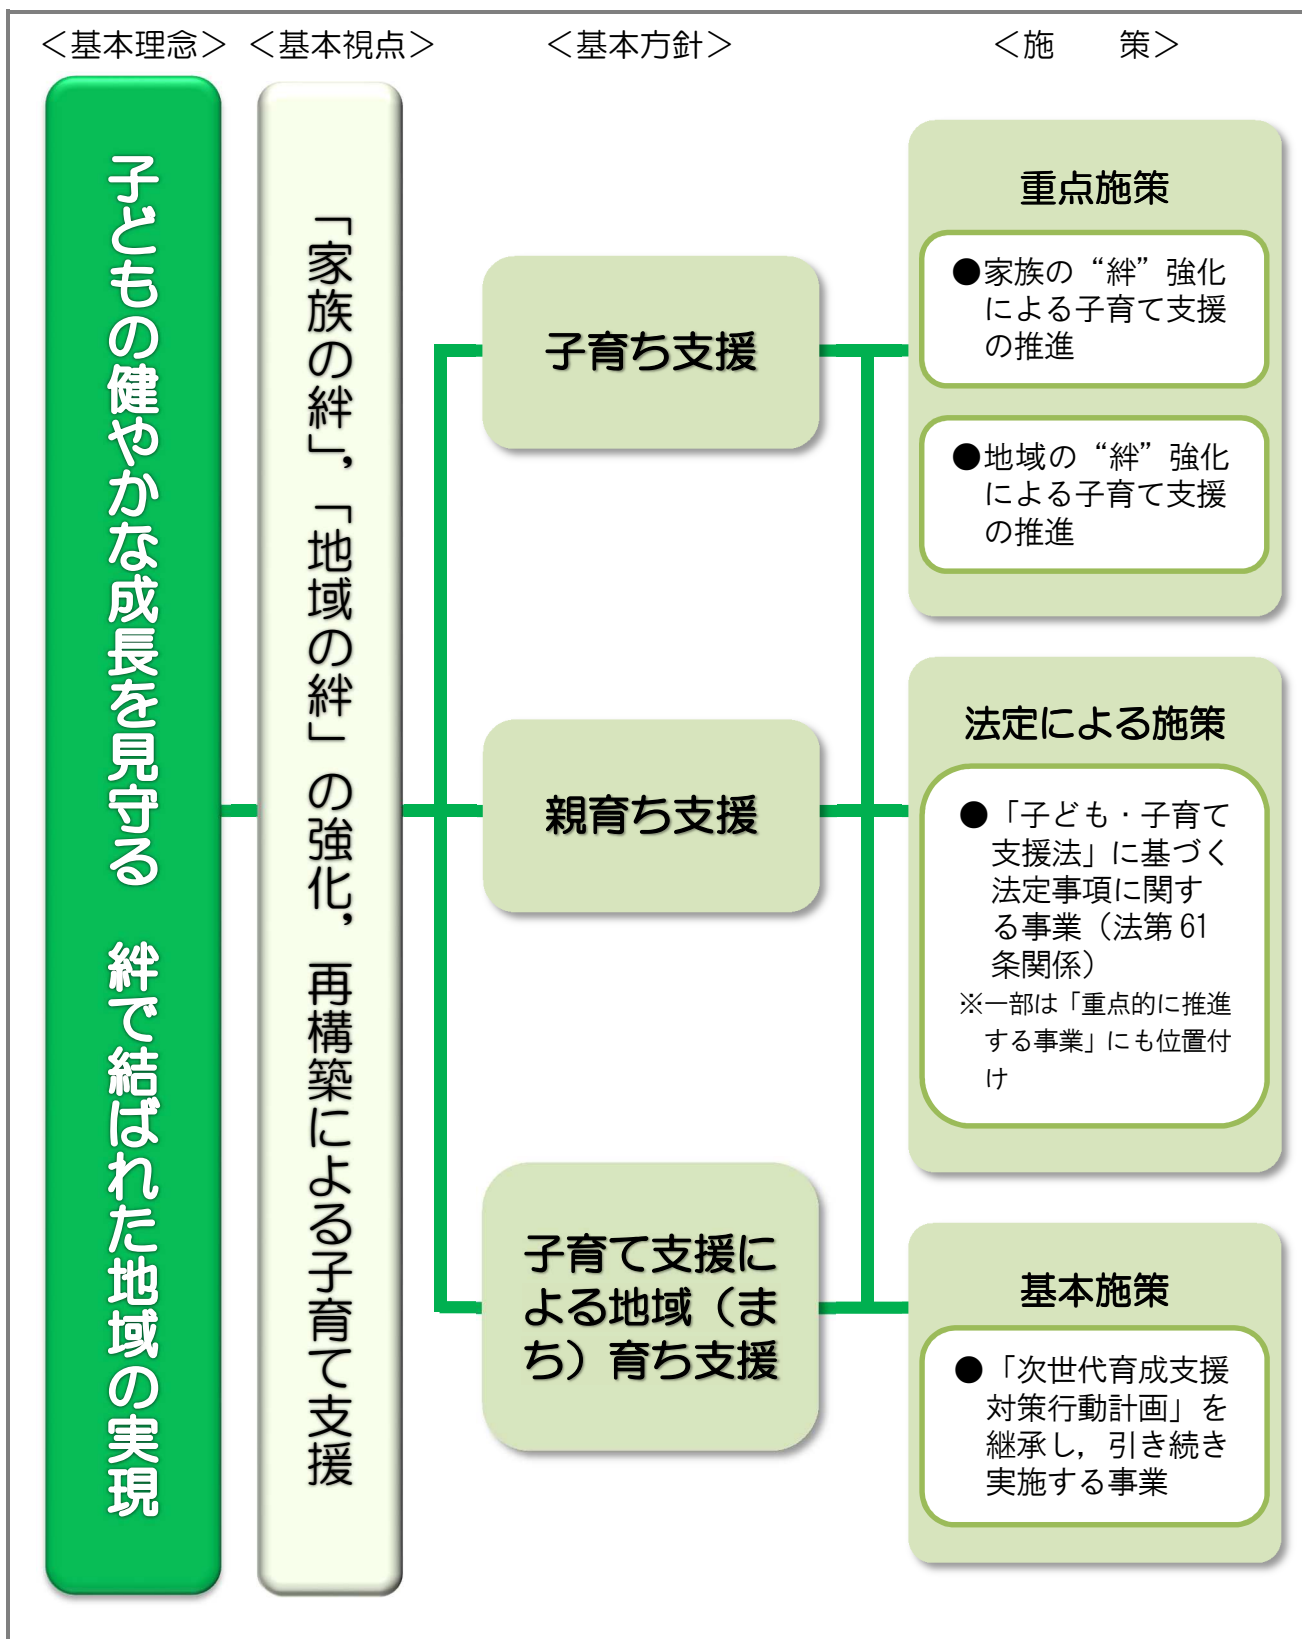 ＜基本理念＞
＜基本視点＞
＜基本方針＞
＜施　　策＞
子どもの健やかな成長を見守る　絆で結ばれた地域の実現
「家族の絆」，「地域の絆」の強化，再構築による子育て支援
子育ち支援
親育ち支援
子育て支援に
よる地域（ま
ち）育ち支援
重点施策
●家族の“絆”強化
による子育て支援
の推進
●地域の“絆”強化
による子育て支援
の推進
法定による施策
●「子ども・子育て
支援法」に基づく
法定事項に関す
る事業（法第 61
条関係）
※一部は「重点的に推進
する事業」にも位置付
け
基本施策
●「次世代育成支援
対策行動計画」を
継承し，引き続き
実施する事業